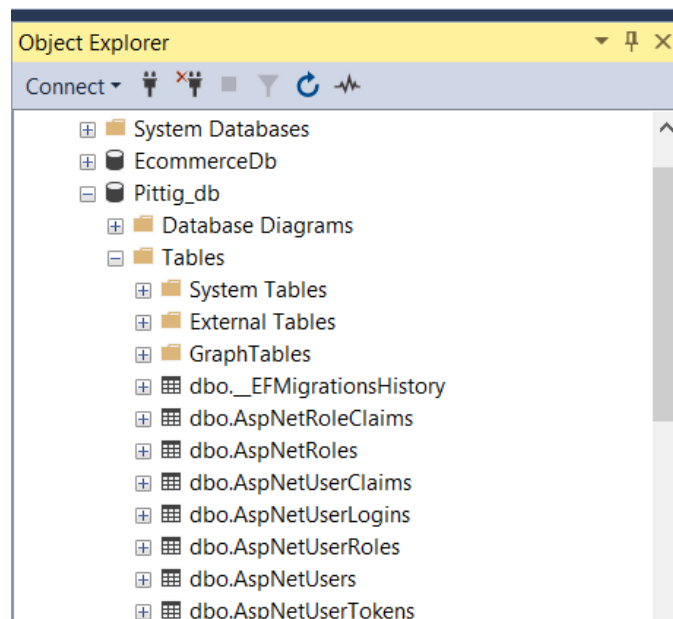 Object Explorer
Connect
System Databases
EcommerceDb
Pittig_db
Database Diagrams
Tables
System Tables
External Tables
GraphTables
dbo.__EFMigrationsHistory
dbo.AspNetRoleClaims
dbo.AspNetRoles
dbo.AspNetUserClaims
dbo.AspNetUserLogins
dbo.AspNetUserRoles
dbo.AspNetUsers
dbo.AspNetUserTokens